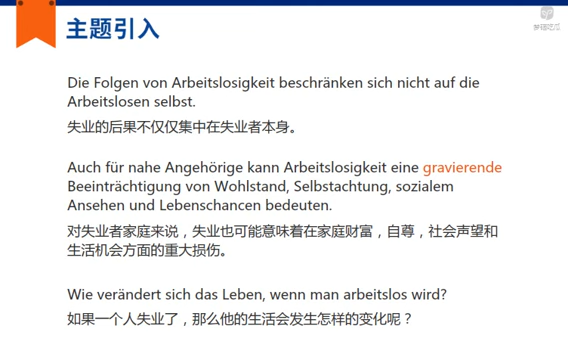 主题引入
Die Folgen von Arbeitslosigkeit beschränken sich nicht auf die
Arbeitslosen selbst.
失业的后果不仅仅集中在失业者本身。
Auch für nahe Angehörige kann Arbeitslosigkeit eine gravierende
Beeinträchtigung von Wohlstand, Selbstachtung, sozialem
Ansehen und Lebenschancen bedeuten.
对失业者家庭来说，失业也可能意味着在家庭财富，自尊，社会声望和
生活机会方面的重大损伤。
Wie verändert sich das Leben, wenn man arbeitslos wird?
如果一个人失业了，那么他的生活会发生怎样的变化呢？